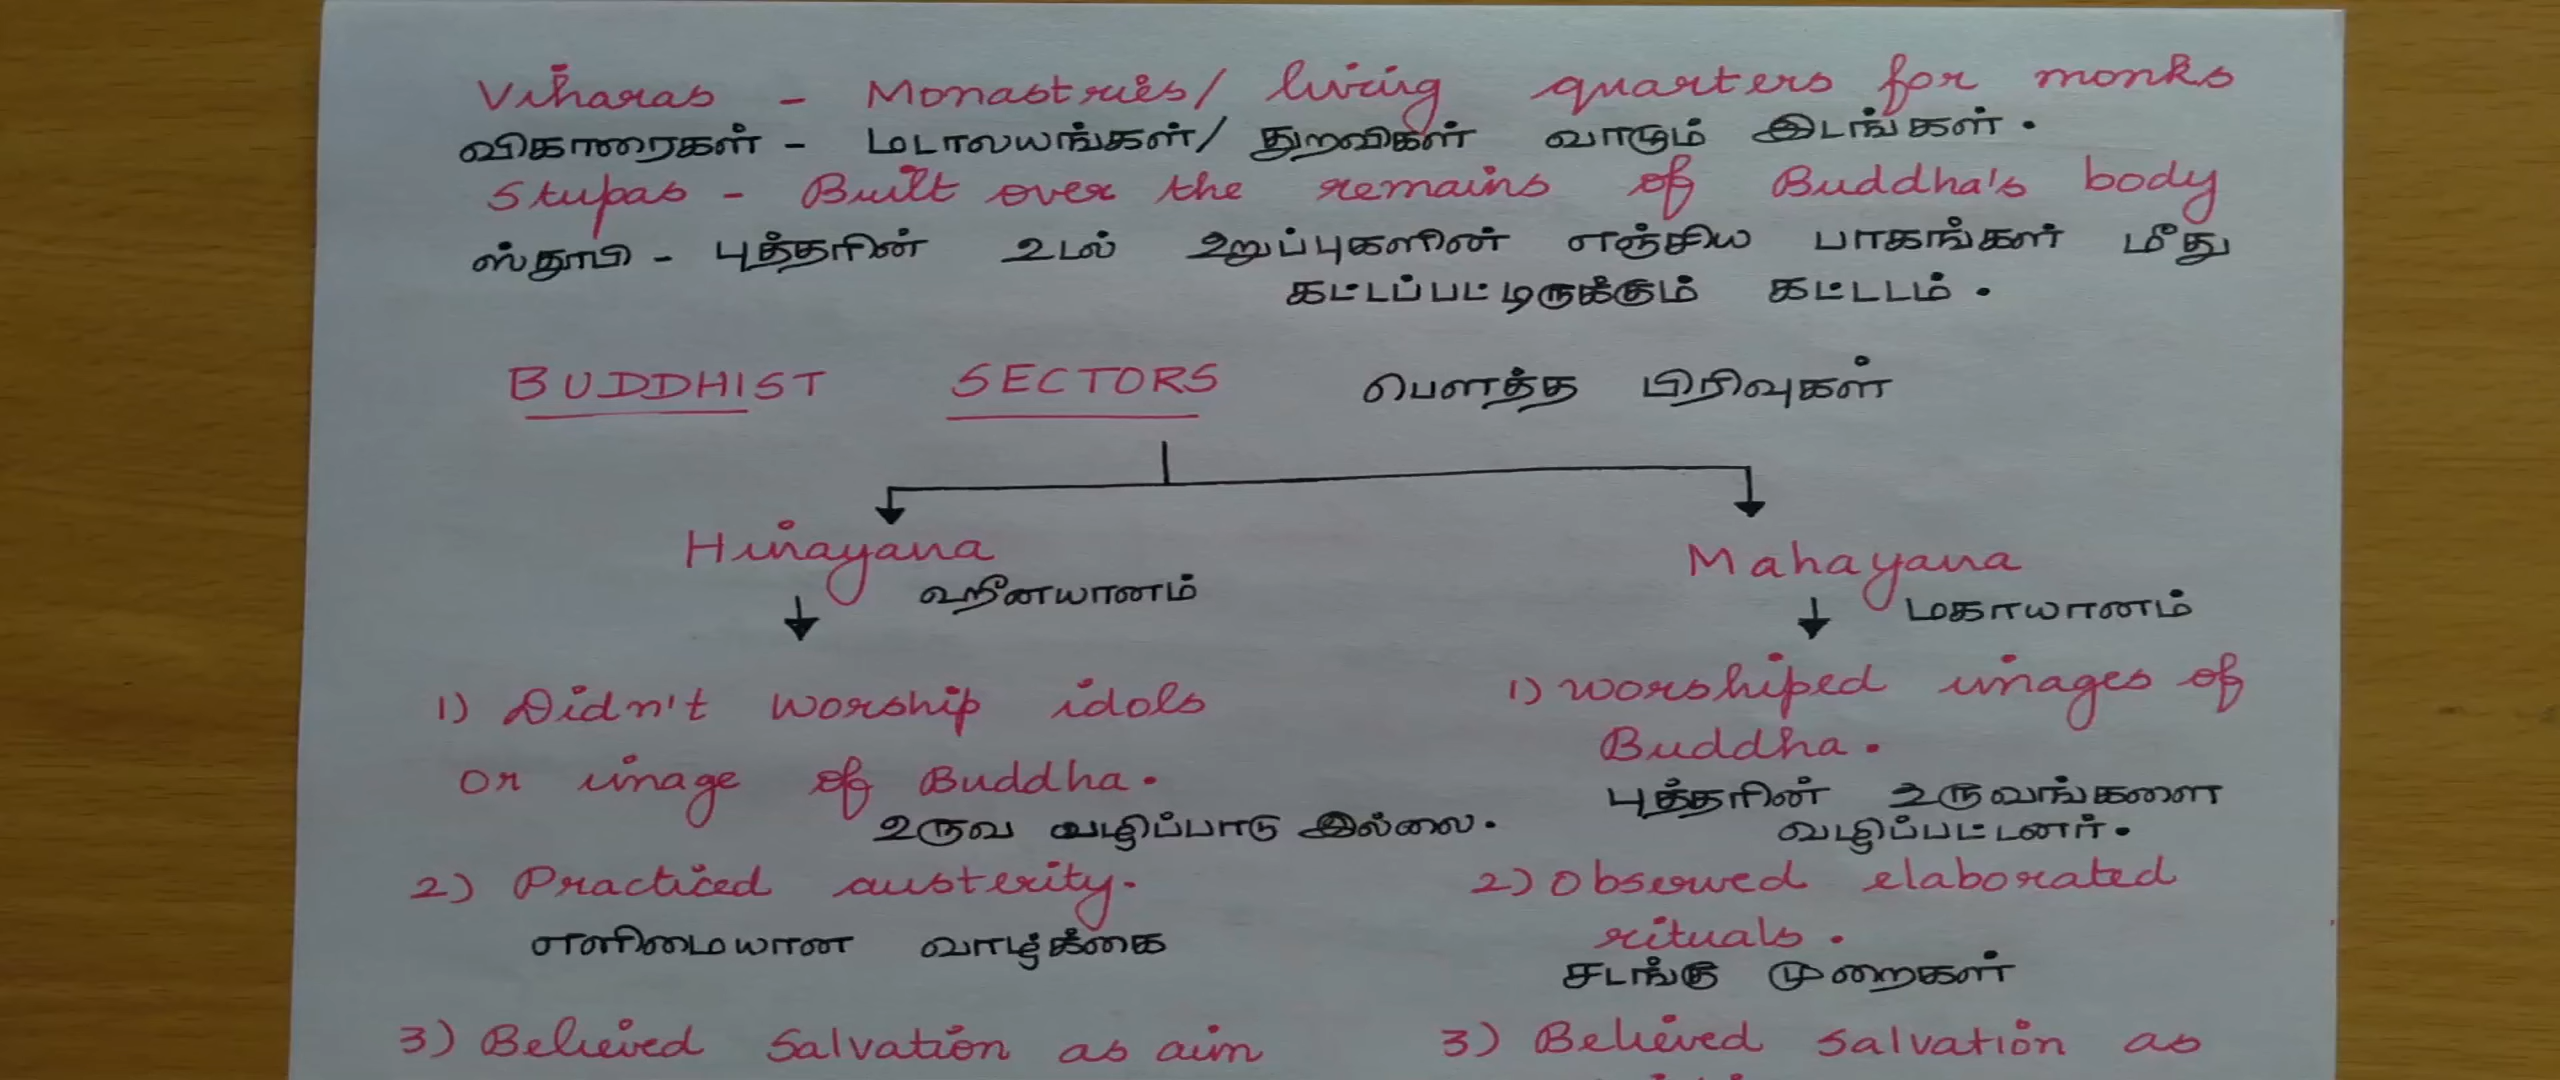 Viharas - Monastries/ living quarters for monks
விகாரைகள் - மடாலயங்கள்/ துறவிகள் வாழும் இடங்கள்.
Stupas - Built over the remains of Buddha's body
ஸ்தூபி - புத்தரின் உடல் உறுப்புகளின் எஞ்சிய பாகங்கள் மீது
கட்டப்பட்டிருக்கும் கட்டடம்.
BUDDHIST SECTORS பௌத்த பிரிவுகள்
Hinayana
ஹீனயானம்
1) Didn't worship idols
or image of Buddha.
உருவ வழிப்பாடு இல்லை.
2) Practiced austerity.
எளிமையான வாழ்க்கை
3) Believed Salvation as aim
Mahayana
மகாயானம்
1) Worshiped images of
Buddha.
புத்தரின் உருவங்களை
வழிப்பட்டனர்.
2) Observed elaborated
rituals.
சடங்கு முறைகள்
3) Believed salvation as